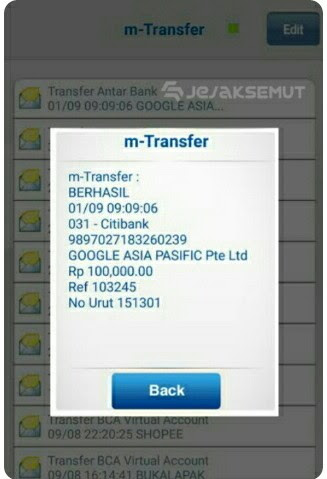 m-Transfer
Edit
Transfer Antar Bank
JEJAKSEMUT
01/09 09:09:06 GOOGLE ASIA...
m-Transfer
m-Transfer :
BERHASIL
01/09 09:09:06
031 - Citibank
9897027183260239
GOOGLE ASIA PASIFIC Pte Ltd
Rp 100,000.00
Ref 103245
No Urut 151301
Back
Transfer BCA Virtual Account
09/08 22:20:25 SHOPEE
Transfer BCA Virtual Account
09/08 16:14:41 BUKALAPAK